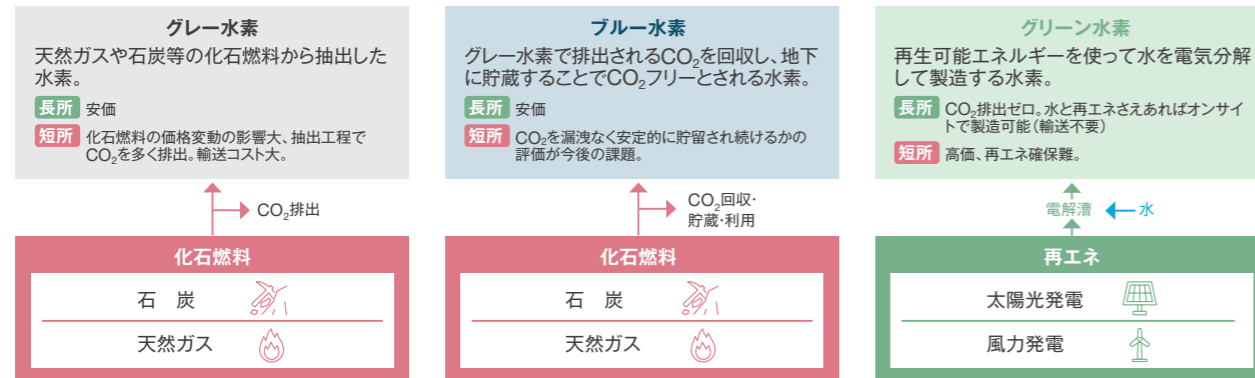 グレー水素
天然ガスや石炭等の化石燃料から抽出した
水素。
長所 安価
短所 化石燃料の価格変動の影響大、抽出工程で
CO₂を多く排出。輸送コスト大。
CO₂排出
化石燃料
石 炭
天然ガス
ブルー水素
グレー水素で排出されるCO₂を回収し、地下
に貯蔵することでCO₂フリーとされる水素。
長所 安価
短所 CO₂を漏洩なく安定的に貯留され続けるかの
評価が今後の課題。
CO₂回収・
貯蔵・利用
化石燃料
石 炭
天然ガス
グリーン水素
再生可能エネルギーを使って水を電気分解
して製造する水素。
長所 CO₂排出ゼロ。水と再エネさえあればオンサイ
トで製造可能(輸送不要)
短所 高価、再エネ確保難。
電解漕 水
再エネ
太陽光発電
風力発電